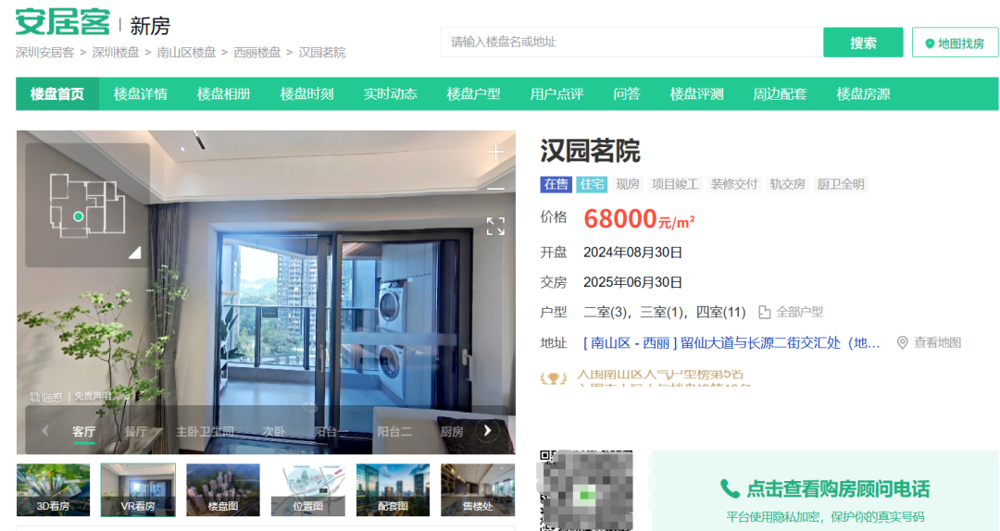 安居客 | 新房
深圳安居客 > 深圳楼盘 > 南山区楼盘 > 西丽楼盘 > 汉园茗院
请输入楼盘名或地址
搜索
地图找房
楼盘首页 楼盘详情 楼盘相册 楼盘时刻 实时动态 楼盘户型 用户点评 问答 楼盘评测 周边配套 楼盘房源
汉园茗院
在售 住宅 现房 项目竣工 装修交付 轨交房 厨卫全明
价格 68000元/m²
开盘 2024年08月30日
交房 2025年06月30日
户型 二室(3)，三室(1)，四室(11) 全部户型
地址 [ 南山区 - 西丽 ] 留仙大道与长源二街交汇处（地... 查看地图
入围南山区人气户型榜第5名
免责声明
客厅 餐厅 主卧卫生间 次卧 阳台一 阳台二 厨房
3D看房 VR看房 楼盘图 位置图 配套图 售楼处
点击查看购房顾问电话
平台使用隐私加密，保护你的真实号码